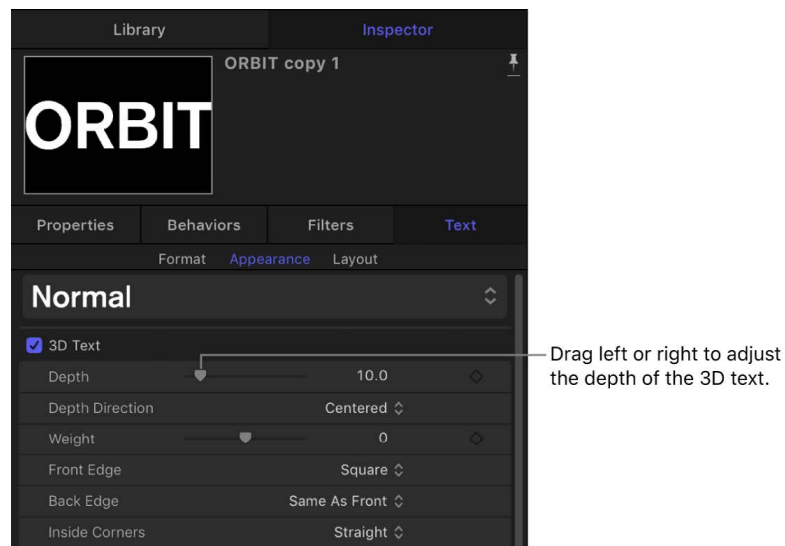 Library Inspector
ORBIT copy 1
ORBIT
Properties Behaviors Filters Text
Format Appearance Layout
Normal
3D Text
Depth 10.0
Drag left or right to adjust
the depth of the 3D text.
Depth Direction Centered
Weight 0
Front Edge Square
Back Edge Same As Front
Inside Corners Straight